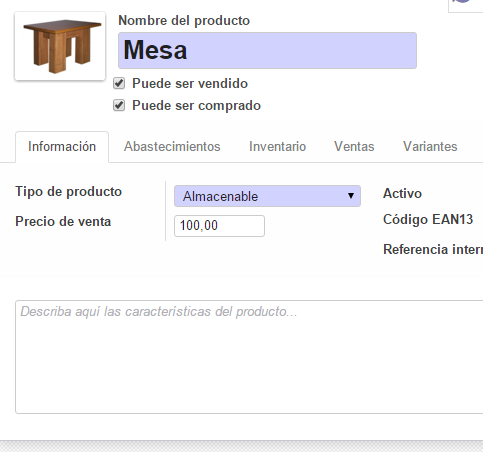 Nombre del producto
Mesa
Puede ser vendido
Puede ser comprado
Información Abastecimientos Inventario Ventas Variantes
Tipo de producto Almacenable Activo
Precio de venta 100,00 Código EAN13
Referencia interr
Describa aquí las características del producto...